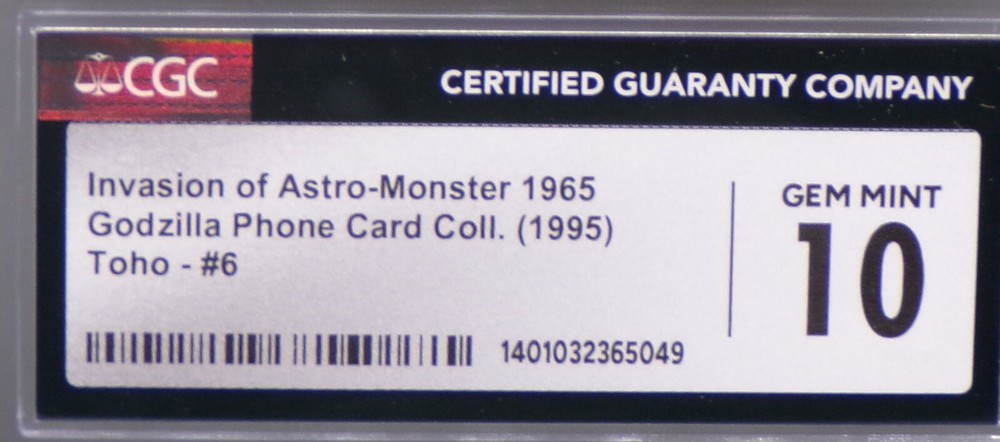 CGC
CERTIFIED GUARANTY COMPANY
Invasion of Astro-Monster 1965
Godzilla Phone Card Coll. (1995)
Toho - #6
GEM MINT
10
1401032365049